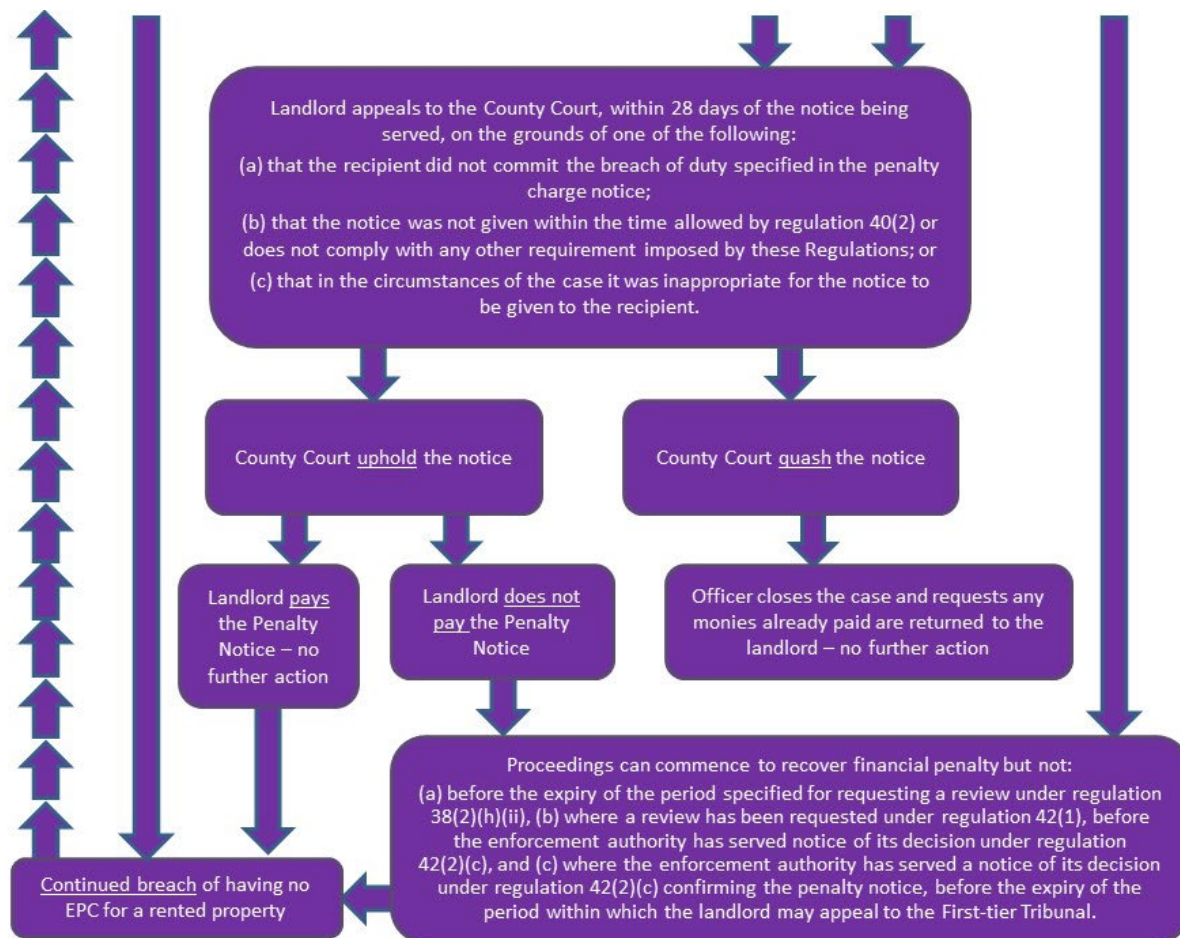 Landlord appeals to the County Court, within 28 days of the notice being
served, on the grounds of one of the following:
(a) that the recipient did not commit the breach of duty specified in the penalty
charge notice;
(b) that the notice was not given within the time allowed by regulation 40(2) or
does not comply with any other requirement imposed by these Regulations; or
(c) that in the circumstances of the case it was inappropriate for the notice to
be given to the recipient.
County Court uphold the notice
County Court quash the notice
Landlord pays
the Penalty
Notice – no
further action
Landlord does not
pay the Penalty
Notice
Officer closes the case and requests any
monies already paid are returned to the
landlord – no further action
Proceedings can commence to recover financial penalty but not:
(a) before the expiry of the period specified for requesting a review under regulation
38(2)(h)(ii), (b) where a review has been requested under regulation 42(1), before
the enforcement authority has served notice of its decision under regulation
42(2)(c), and (c) where the enforcement authority has served a notice of its decision
under regulation 42(2)(c) confirming the penalty notice, before the expiry of the
period within which the landlord may appeal to the First-tier Tribunal.
Continued breach of having no
EPC for a rented property